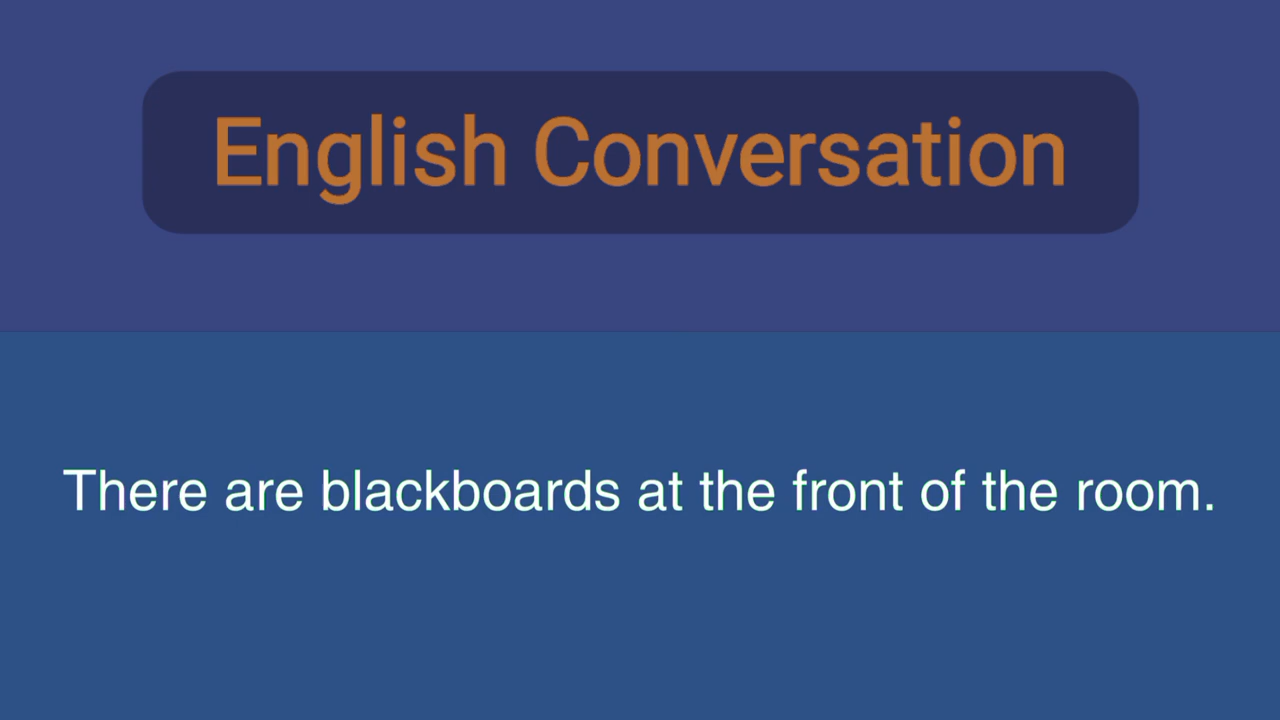 English Conversation
There are blackboards at the front of the room.